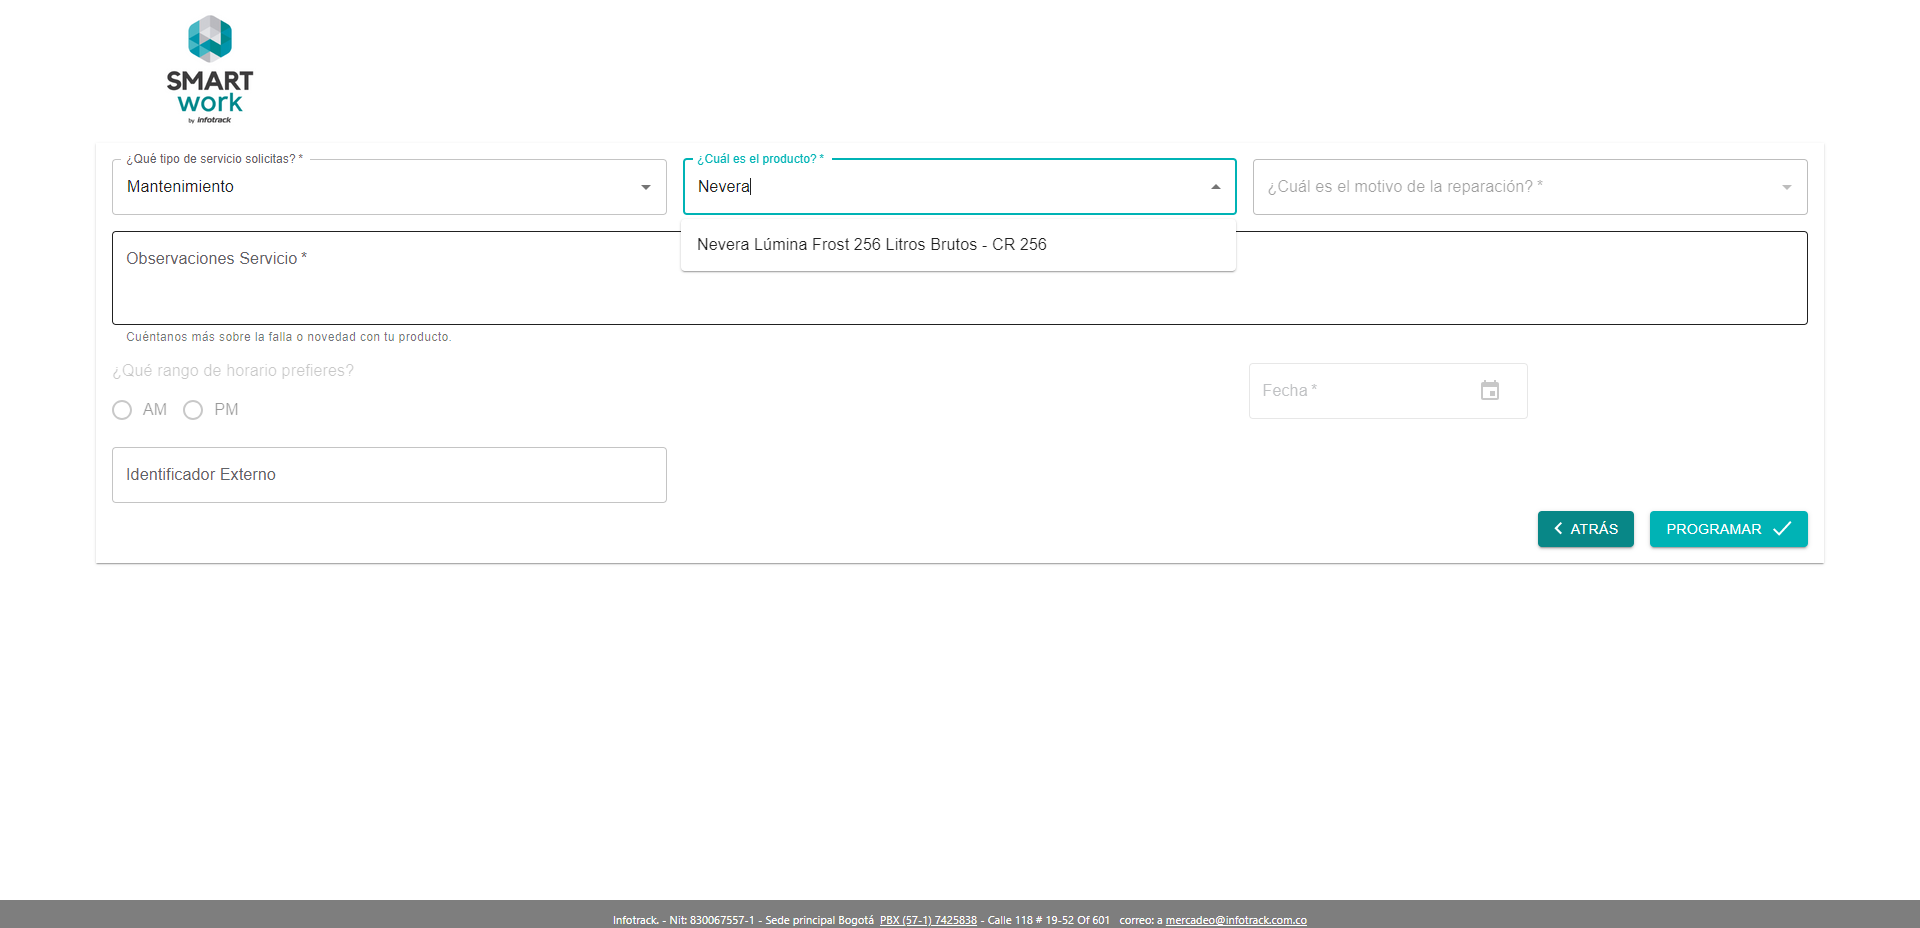 SMART
work
by infotrack
¿Qué tipo de servicio solicitas? *
Mantenimiento
¿Cuál es el producto? *
Nevera
¿Cuál es el motivo de la reparación? *
Nevera Lúmina Frost 256 Litros Brutos - CR 256
Observaciones Servicio *
Cuéntanos más sobre la falla o novedad con tu producto.
¿Qué rango de horario prefieres?
AM PM
Fecha *
Identificador Externo
ATRÁS
PROGRAMAR
Infotrack. - Nit: 830067557-1 - Sede principal Bogotá PBX (57-1) 7425838 - Calle 118 # 19-52 Of 601 correo: a mercadeo@infotrack.com.co